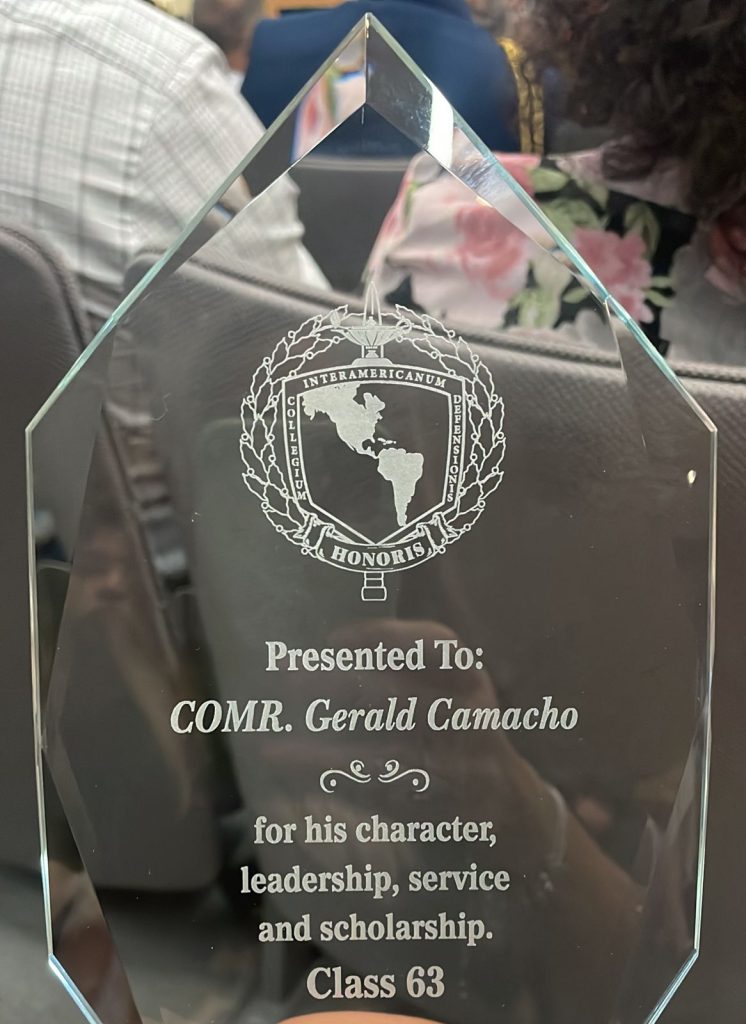 INTERAMERICANUM
COLLEGIUM
DEFENSIONIS
HONORIS
Presented To:
COMR. Gerald Camacho
for his character,
leadership, service
and scholarship.
Class 63